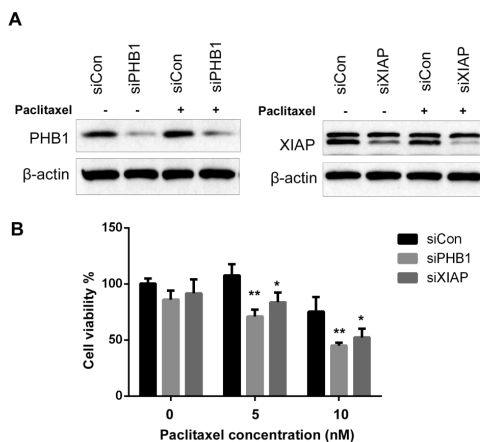 A
siCon siPHB1 siCon siPHB1
Paclitaxel - - + +
PHB1
β-actin
siCon siXIAP siCon siXIAP
Paclitaxel - - + +
XIAP
β-actin
B
Cell viability %
150
100
50
0
** *
** *
0 5 10
Paclitaxel concentration (nM)
siCon
siPHB1
siXIAP